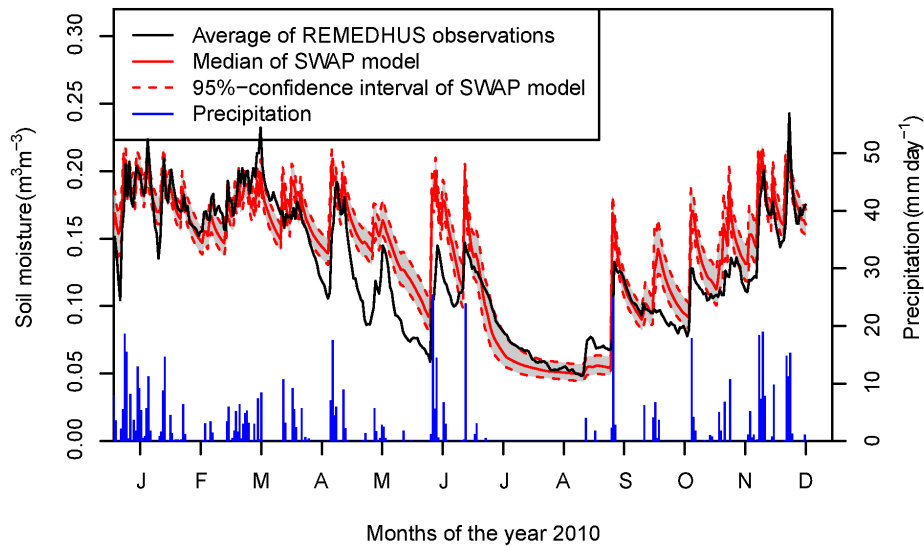 Average of REMEDHUS observations
Median of SWAP model
95%−confidence interval of SWAP model
Precipitation
Soil moisture (m³m⁻³)
0.30
0.25
0.20
0.15
0.10
0.05
0.00
Precipitation (mm day⁻¹)
50
40
30
20
10
0
J F M A M J J A S O N D
Months of the year 2010